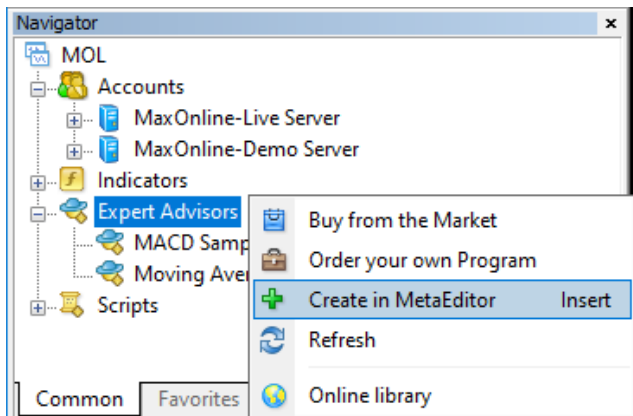 Navigator
MOL
Accounts
MaxOnline-Live Server
MaxOnline-Demo Server
Indicators
Expert Advisors
MACD Samp
Moving Aver
Scripts
Buy from the Market
Order your own Program
Create in MetaEditor Insert
Refresh
Online library
Common Favorites